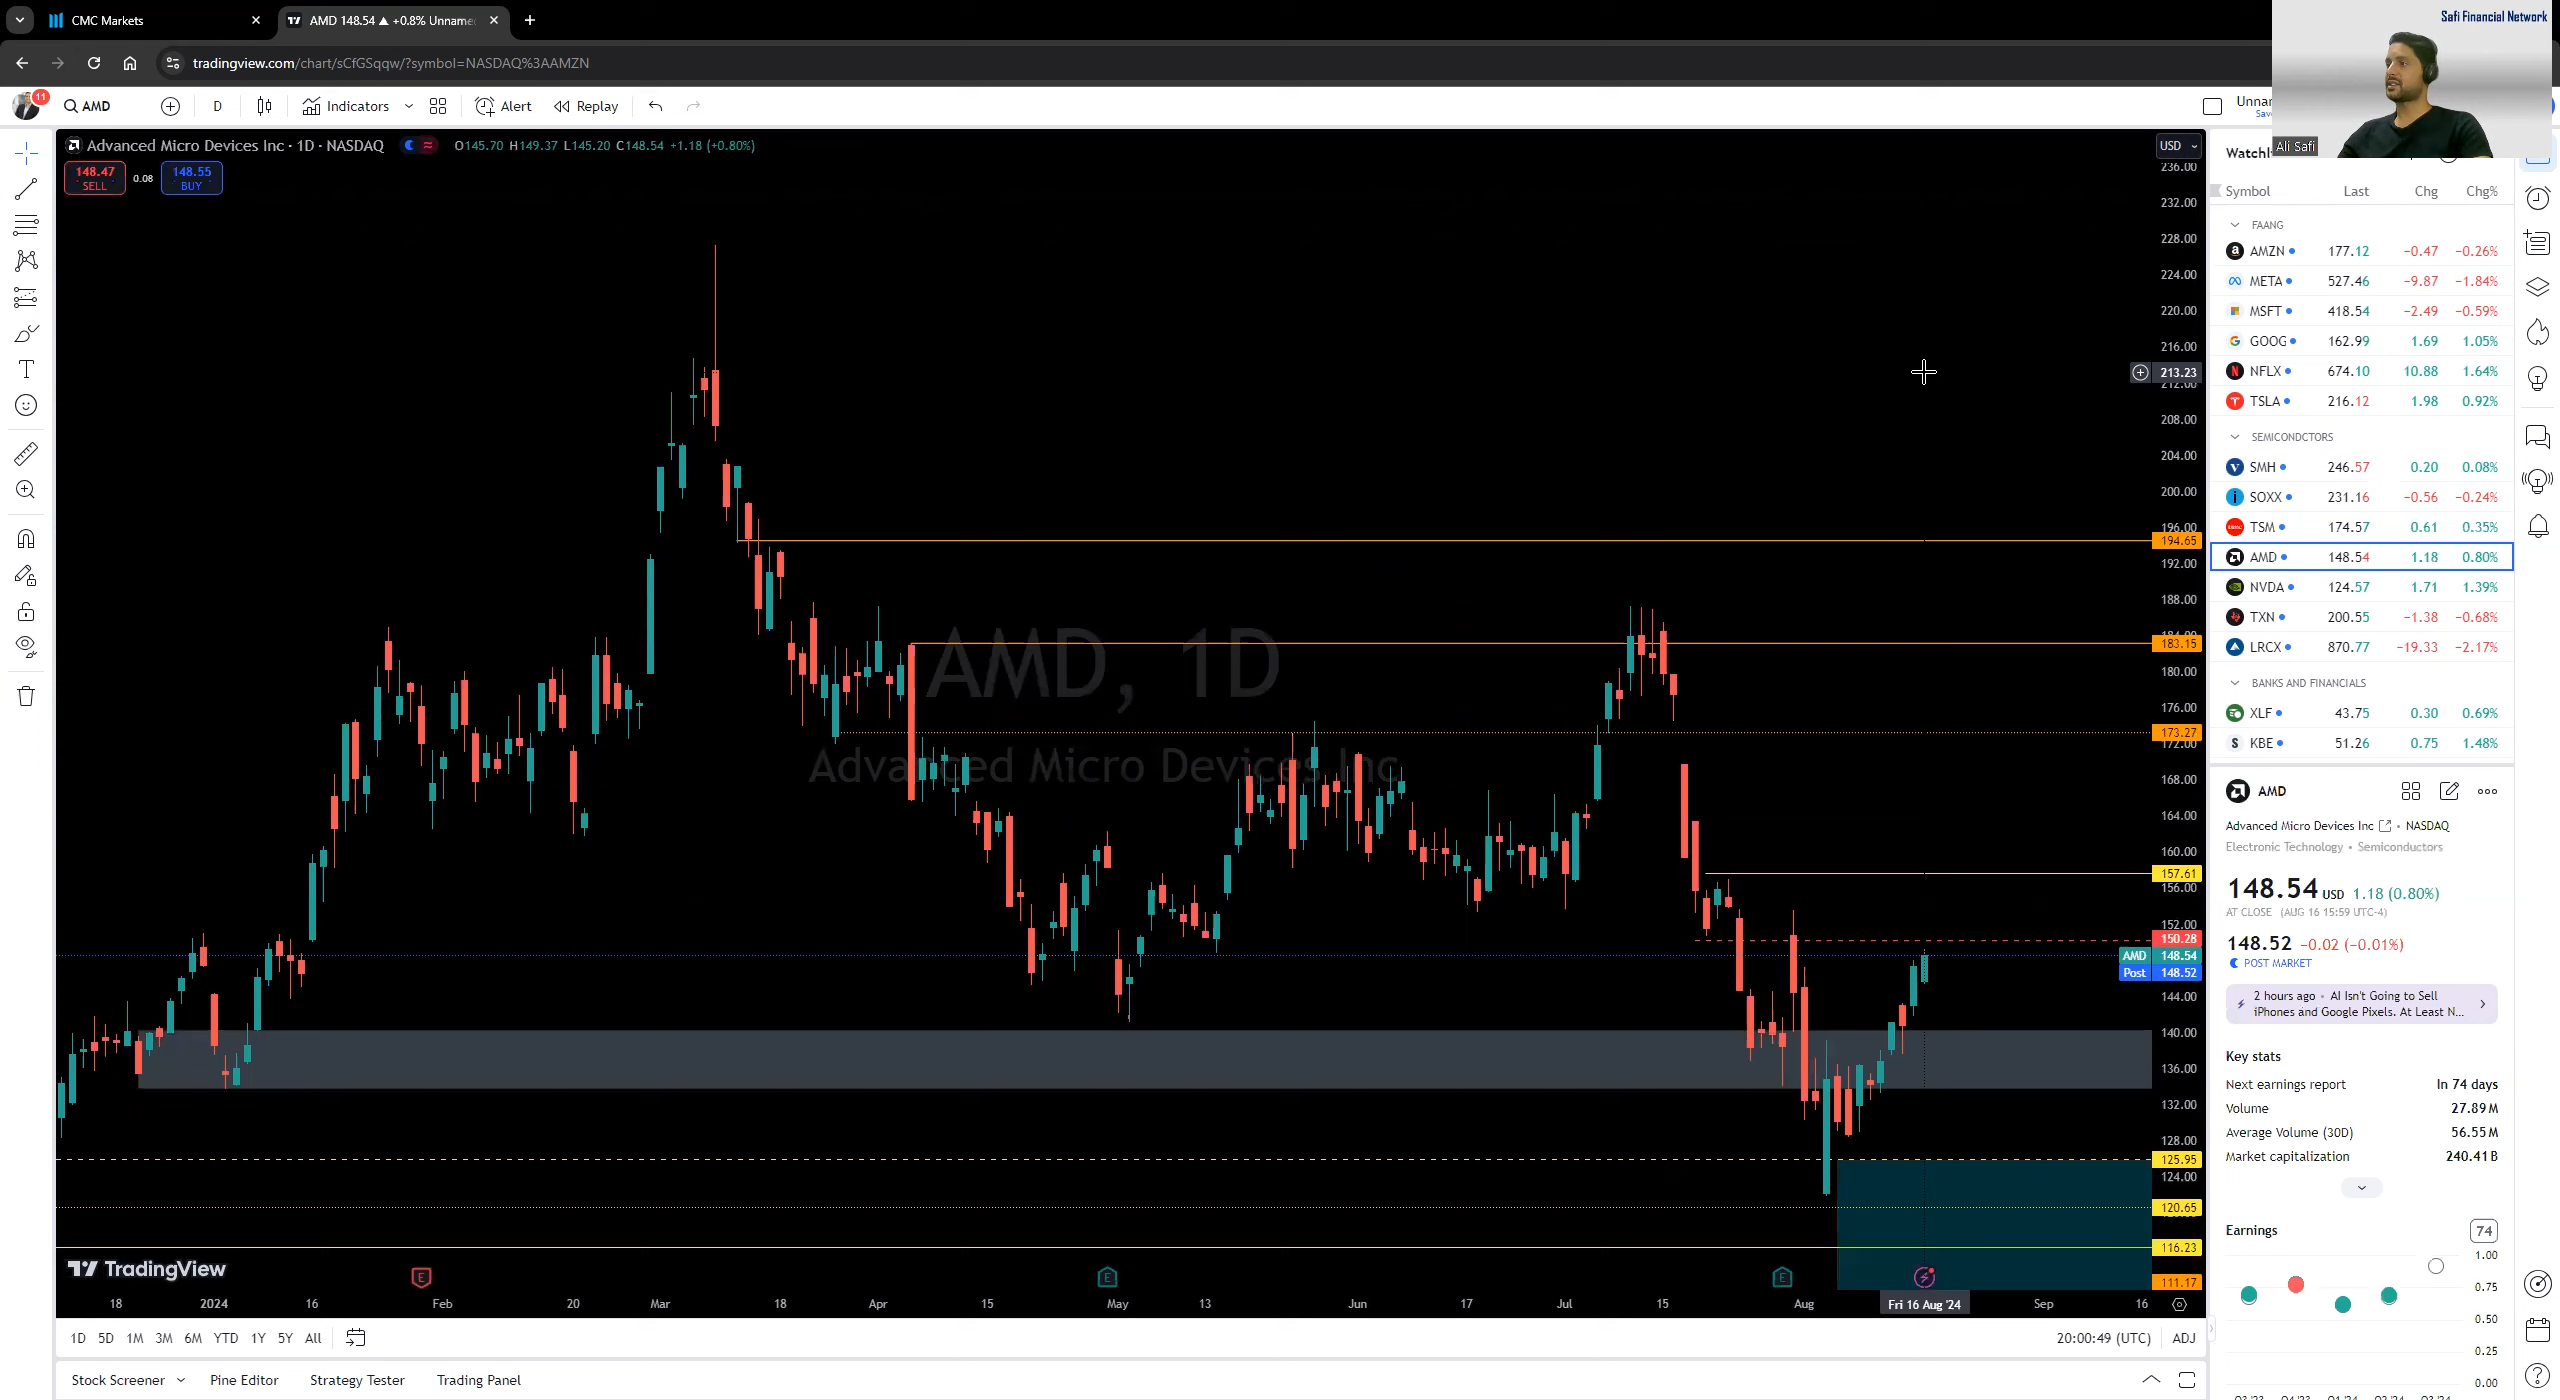 CMC Markets
AMD 148.54 ▲ +0.8% Unname
Safi Financial Network
tradingview.com/chart/sCfGSqqw/?symbol=NASDAQ%3AAMZN
11
AMD
D
Indicators
Alert
Replay
Unnar
Save
Ali Safi
Advanced Micro Devices Inc · 1D · NASDAQ
O145.70 H149.37 L145.20 C148.54 +1.18 (+0.80%)
148.47
SELL
0.08
148.55
BUY
USD
236.00
232.00
228.00
224.00
220.00
216.00
213.23
212.00
208.00
204.00
200.00
196.00
194.65
192.00
188.00
184.00
183.15
180.00
176.00
173.27
172.00
168.00
164.00
160.00
157.61
156.00
152.00
150.28
AMD 148.54
Post 148.52
144.00
140.00
136.00
132.00
128.00
125.95
124.00
120.65
116.23
111.17
AMD, 1D
Advanced Micro Devices Inc
TradingView
E
E
E
18
2024
16
Feb
20
Mar
18
Apr
15
May
13
Jun
17
Jul
15
Aug
Fri 16 Aug '24
Sep
16
1D 5D 1M 3M 6M YTD 1Y 5Y All
20:00:49 (UTC)
ADJ
Stock Screener
Pine Editor
Strategy Tester
Trading Panel
Symbol Last Chg Chg%
FAANG
AMZN 177.12 −0.47 −0.26%
META 527.46 −9.87 −1.84%
MSFT 418.54 −2.49 −0.59%
GOOG 162.99 1.69 1.05%
NFLX 674.10 10.88 1.64%
TSLA 216.12 1.98 0.92%
SEMICONDCTORS
SMH 246.57 0.20 0.08%
SOXX 231.16 −0.56 −0.24%
TSM 174.57 0.61 0.35%
AMD 148.54 1.18 0.80%
NVDA 124.57 1.71 1.39%
TXN 200.55 −1.38 −0.68%
LRCX 870.77 −19.33 −2.17%
BANKS AND FINANCIALS
XLF 43.75 0.30 0.69%
KBE 51.26 0.75 1.48%
AMD
Advanced Micro Devices Inc • NASDAQ
Electronic Technology • Semiconductors
148.54 USD 1.18 (0.80%)
AT CLOSE (AUG 16 15:59 UTC-4)
148.52 −0.02 (−0.01%)
POST MARKET
2 hours ago • AI Isn't Going to Sell
iPhones and Google Pixels. At Least N...
Key stats
Next earnings report In 74 days
Volume 27.89M
Average Volume (30D) 56.55M
Market capitalization 240.41B
Earnings
74
1.00
0.75
0.50
0.25
0.00